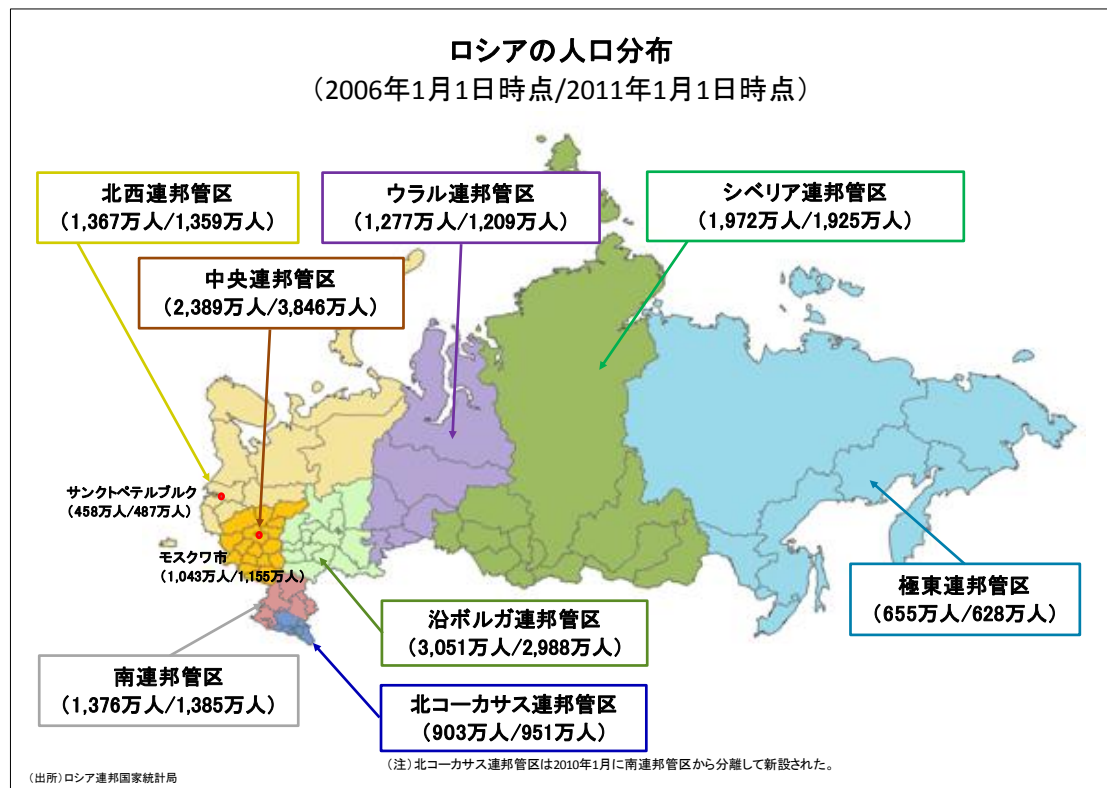 ロシアの人口分布
(2006年1月1日時点/2011年1月1日時点)
北西連邦管区
(1,367万人/1,359万人)
ウラル連邦管区
(1,277万人/1,209万人)
シベリア連邦管区
(1,972万人/1,925万人)
中央連邦管区
(2,389万人/3,846万人)
サンクトペテルブルク
(458万人/487万人)
モスクワ市
(1,043万人/1,155万人)
極東連邦管区
(655万人/628万人)
沿ボルガ連邦管区
(3,051万人/2,988万人)
南連邦管区
(1,376万人/1,385万人)
北コーカサス連邦管区
(903万人/951万人)
(注)北コーカサス連邦管区は2010年1月に南連邦管区から分離して新設された。
(出所)ロシア連邦国家統計局